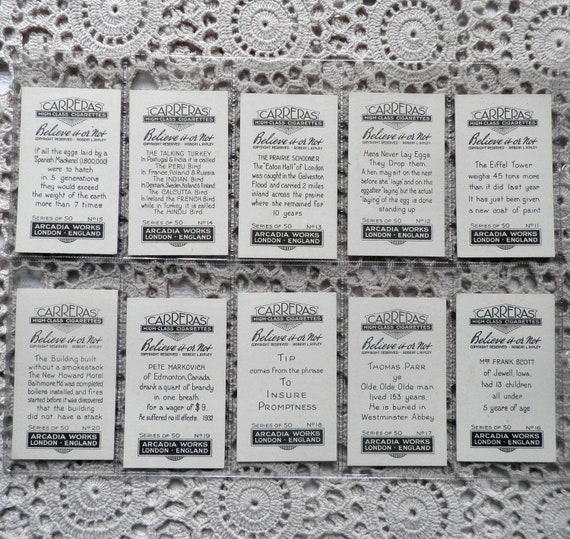 CARRERAS
HIGH CLASS CIGARETTES
Believe it or Not
COPYRIGHT RESERVED - ROBERT L. RIPLEY
If all the eggs laid by a
Spanish Mackerel (1,800,000)
were to hatch
in 5 generations
they would exceed
the weight of the earth
more than 7 times
SERIES OF 50 Nº 15
ARCADIA WORKS
LONDON · ENGLAND
CARRERAS
HIGH CLASS CIGARETTES
Believe it or Not
COPYRIGHT RESERVED - ROBERT L. RIPLEY
THE TALKING TURKEY
In Portugal & India it is called
The PERU Bird
In Roumania, Poland & Russia
The INDIAN Bird
In Denmark, Sweden, Finland & Finland
The CALCUTTA Bird
In Ireland the FRENCH Bird
while in Turkey it is called
The HINDU Bird
SERIES OF 50 Nº 14
ARCADIA WORKS
LONDON · ENGLAND
CARRERAS
HIGH CLASS CIGARETTES
Believe it or Not
COPYRIGHT RESERVED - ROBERT L. RIPLEY
THE PRAIRIE SCHOONER
The "Eaton Hall" of London
was caught in the Galveston
Flood and carried 2 miles
inland across the prairie
where she remained for
10 years
SERIES OF 50 Nº 13
ARCADIA WORKS
LONDON · ENGLAND
CARRERAS
HIGH CLASS CIGARETTES
Believe it or Not
COPYRIGHT RESERVED - ROBERT L. RIPLEY
Hens Never Lay Eggs,
They Drop them.
A hen may sit on the nest
before she 'lays' and on the
egg after 'laying' but the actual
laying of the egg is done
standing up
SERIES OF 50 Nº 12
ARCADIA WORKS
LONDON · ENGLAND
CARRERAS
HIGH CLASS CIGARETTES
Believe it or Not
COPYRIGHT RESERVED - ROBERT L. RIPLEY
The Eiffel Tower
weighs 45 tons more
than it did last year
It has just been given
a new coat of paint
SERIES OF 50 Nº 11
ARCADIA WORKS
LONDON · ENGLAND
CARRERAS
HIGH CLASS CIGARETTES
Believe it or Not
COPYRIGHT RESERVED - ROBERT L. RIPLEY
The Building built
without a smokestack
The New Howard Hotel
Baltimore Md was completed,
boilers installed and fires
started before it was discovered
that the building
did not have a stack
SERIES OF 50 Nº 20
ARCADIA WORKS
LONDON · ENGLAND
CARRERAS
HIGH CLASS CIGARETTES
Believe it or Not
COPYRIGHT RESERVED - ROBERT L. RIPLEY
PETE MARKOVICH
of Edmonton, Canada,
drank a quart of brandy
in one breath
for a wager of $9.
He suffered no ill effects. 1932
SERIES OF 50 Nº 19
ARCADIA WORKS
LONDON · ENGLAND
CARRERAS
HIGH CLASS CIGARETTES
Believe it or Not
COPYRIGHT RESERVED - ROBERT L. RIPLEY
TIP
comes from the phrase
TO
INSURE
PROMPTNESS
SERIES OF 50 Nº 18
ARCADIA WORKS
LONDON · ENGLAND
CARRERAS
HIGH CLASS CIGARETTES
Believe it or Not
COPYRIGHT RESERVED - ROBERT L. RIPLEY
THOMAS PARR
ye
Olde, Olde, Olde man
lived 153 years.
He is buried in
Westminster Abbey
SERIES OF 50 Nº 17
ARCADIA WORKS
LONDON · ENGLAND
CARRERAS
HIGH CLASS CIGARETTES
Believe it or Not
COPYRIGHT RESERVED - ROBERT L. RIPLEY
MRS FRANK SCOTT
of Jewell, Iowa.
had 13 children
all under
5 years of age
SERIES OF 50 Nº 16
ARCADIA WORKS
LONDON · ENGLAND